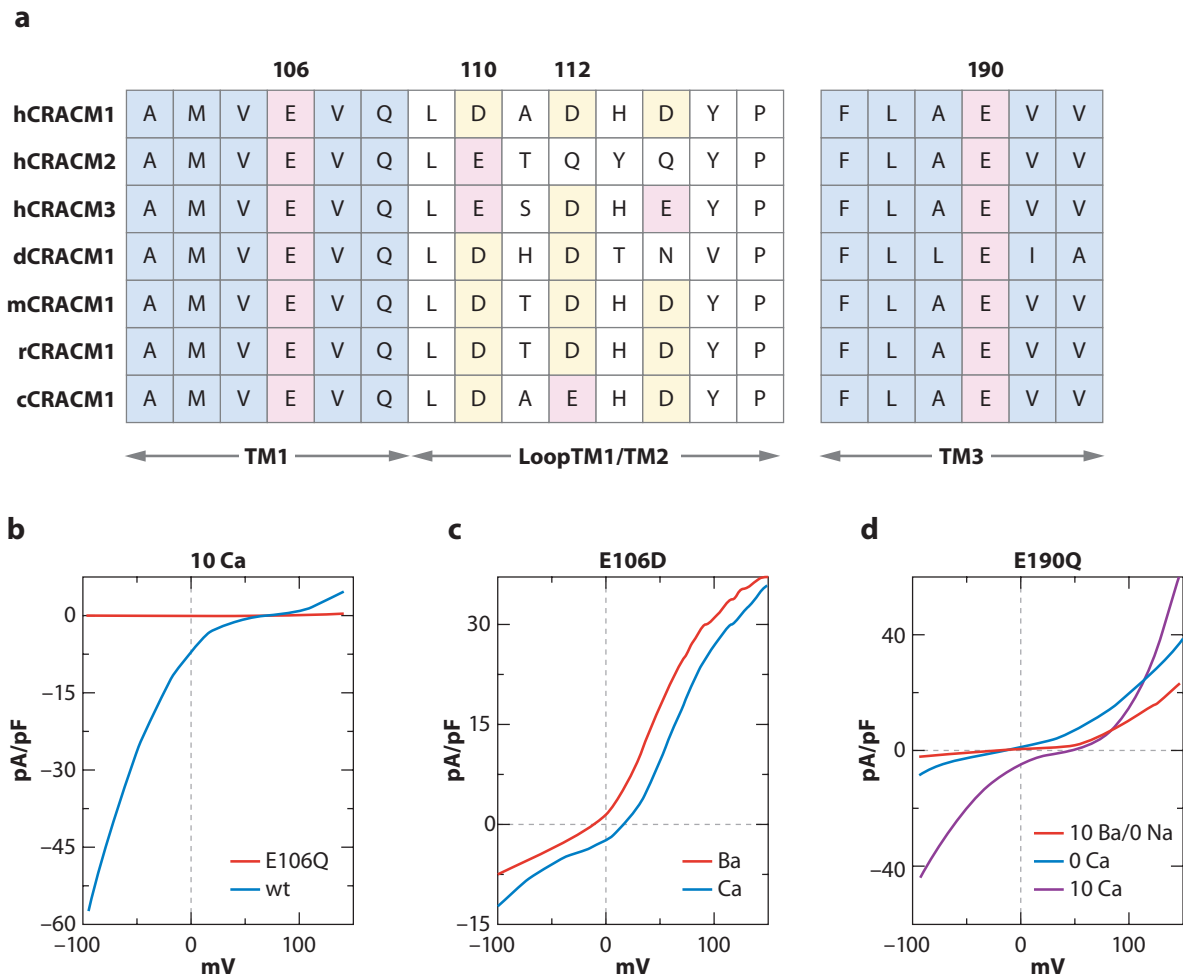 a
106 110 112 190
hCRACM1 A M V E V Q L D A D H D Y P F L A E V V
hCRACM2 A M V E V Q L E T Q Y Q Y P F L A E V V
hCRACM3 A M V E V Q L E S D H E Y P F L A E V V
dCRACM1 A M V E V Q L D H D T N V P F L L E I A
mCRACM1 A M V E V Q L D T D H D Y P F L A E V V
rCRACM1 A M V E V Q L D T D H D Y P F L A E V V
cCRACM1 A M V E V Q L D A E H D Y P F L A E V V
TM1 LoopTM1/TM2 TM3
b
10 Ca
pA/pF
0
−15
−30
−45
−60
−100 0 100
mV
E106Q
wt
c
E106D
pA/pF
30
15
0
−15
−100 0 100
mV
Ba
Ca
d
E190Q
pA/pF
40
0
−40
−100 0 100
mV
10 Ba/0 Na
0 Ca
10 Ca